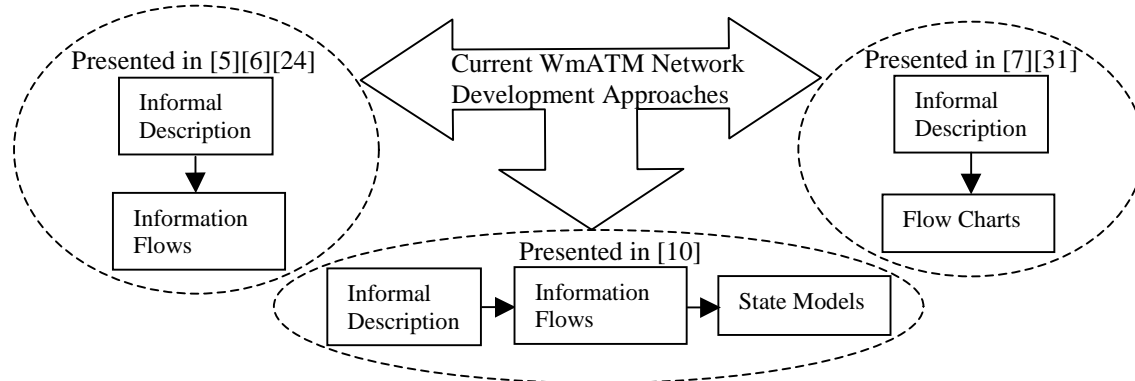 Presented in [5][6][24]
Informal
Description
Information
Flows
Current WmATM Network
Development Approaches
Presented in [7][31]
Informal
Description
Flow Charts
Presented in [10]
Informal
Description
Information
Flows
State Models